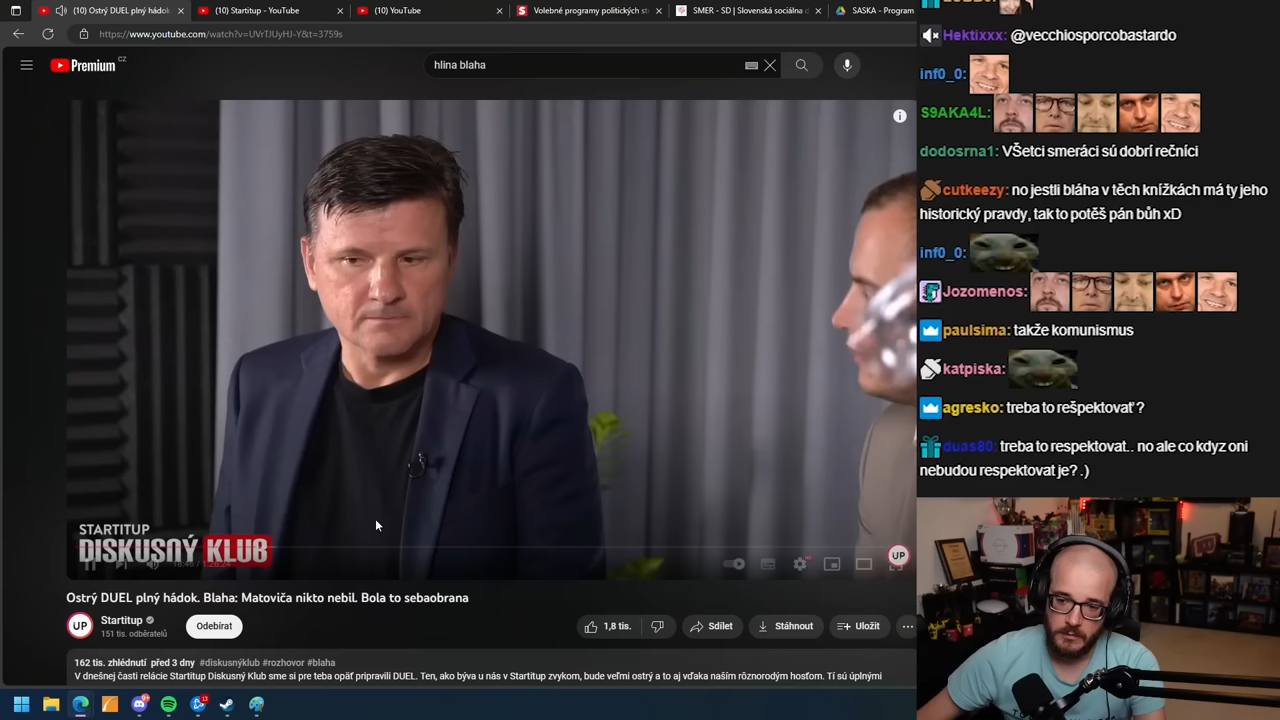 (10) Ostrý DUEL plný hádok
(10) Startitup - YouTube
(10) YouTube
Volebné programy politických st
SMER - SD | Slovenská sociálna d
SASKA - Program
https://www.youtube.com/watch?v=UVrTJUyHJ-Y&t=3759s
Premium CZ
hlina blaha
STARTITUP
DISKUSNÝ KLUB
UP
Ostrý DUEL plný hádok. Blaha: Matoviča nikto nebil. Bola to sebaobrana
UP
Startitup
151 tis. odběratelů
Odebírat
1,8 tis.
Sdílet
Stáhnout
Uložit
162 tis. zhlédnutí před 3 dny #diskusnýklub #rozhovor #blaha
V dnešnej časti relácie Startitup Diskusný Klub sme si pre teba opäť pripravili DUEL. Ten, ako býva u nás v Startitup zvykom, bude veľmi ostrý a to aj vďaka naším rôznorodým hosťom. Tí sú úplnými
Hektixxx: @vecchiosporcobastardo
inf0_0:
S9AKA4L:
dodosrna1: VŠetci smeráci sú dobrí rečníci
cutkeezy: no jestli bláha v těch knížkách má ty jeho
historický pravdy, tak to potěš pán bůh xD
inf0_0:
Jozomenos:
paulsima: takže komunismus
katpiska:
agresko: treba to rešpektovať ?
duas80: treba to respektovat.. no ale co kdyz oni
nebudou respektovat je? .)